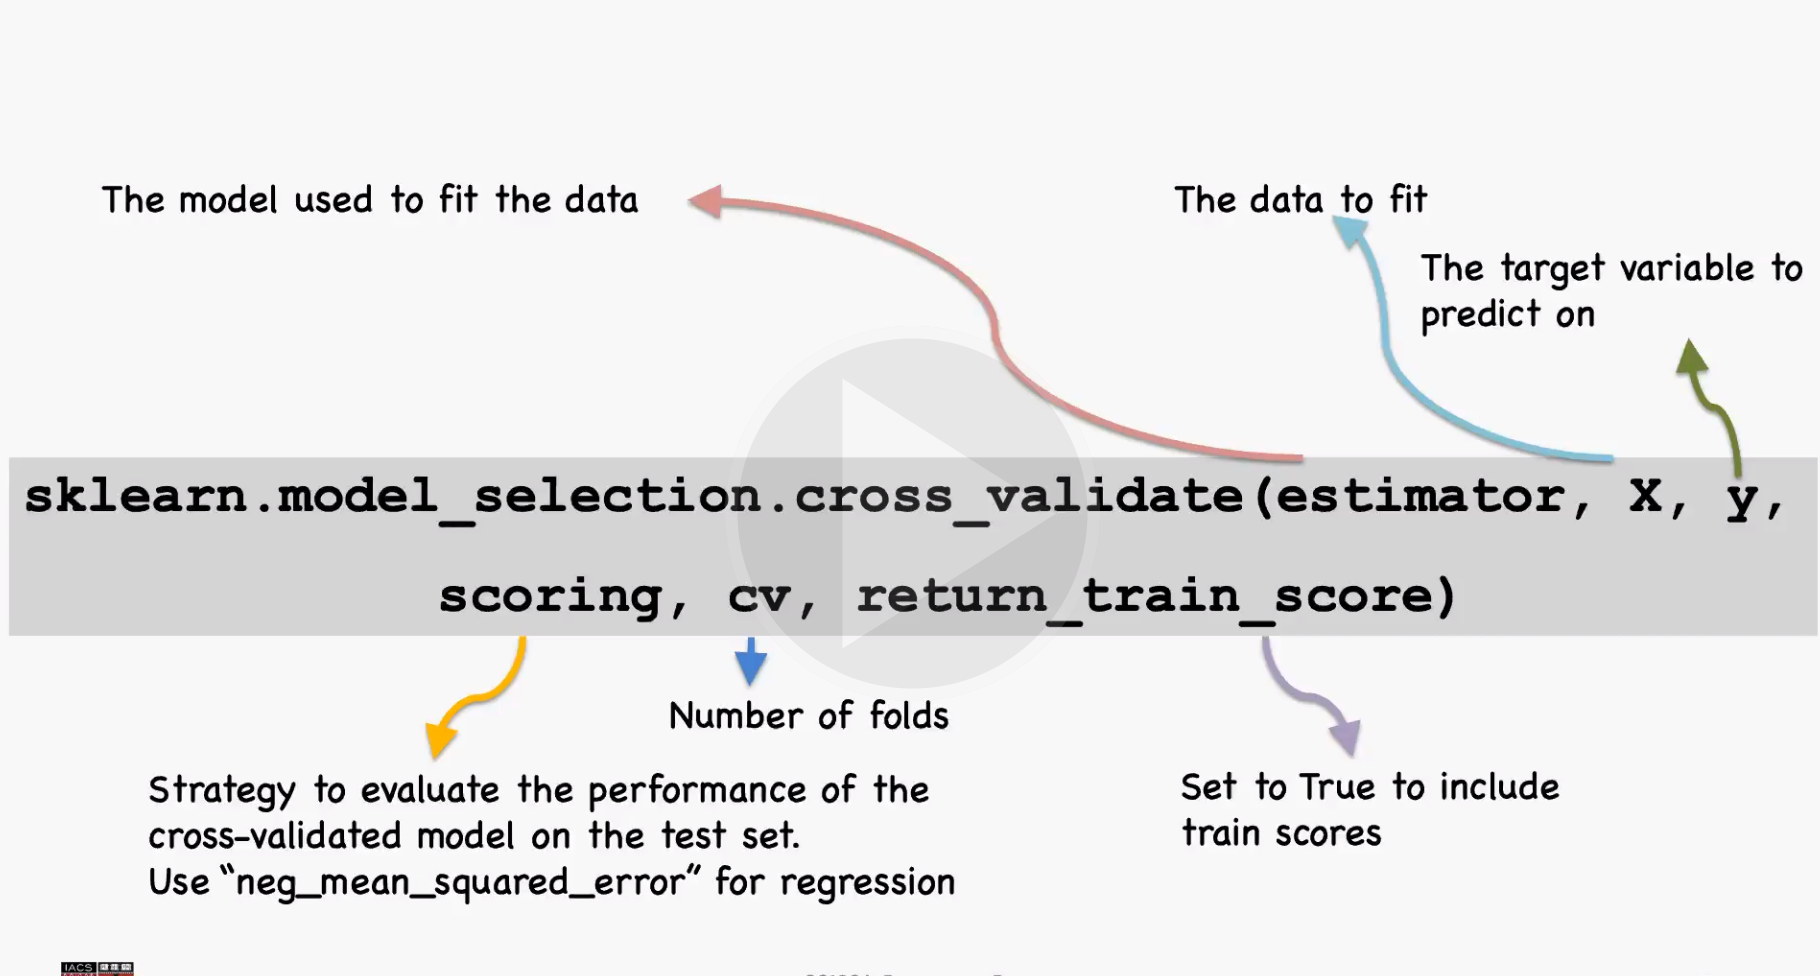 The model used to fit the data
The data to fit
The target variable to
predict on
sklearn.model_selection.cross_validate(estimator, X, y,
scoring, cv, return_train_score)
Number of folds
Strategy to evaluate the performance of the
cross-validated model on the test set.
Use “neg_mean_squared_error” for regression
Set to True to include
train scores
IACS